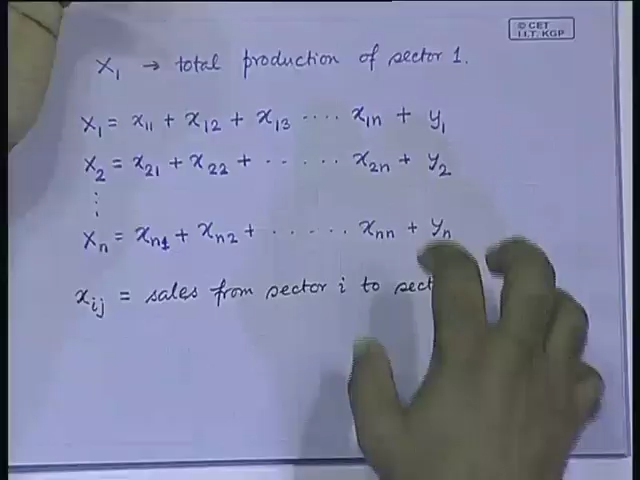 © CET
I.I.T. KGP
X₁ → total production of sector 1.
X₁ = x₁₁ + x₁₂ + x₁₃ .... x₁ₙ + y₁
X₂ = x₂₁ + x₂₂ + ..... x₂ₙ + y₂
⋮
Xₙ = xₙ₁ + xₙ₂ + ..... xₙₙ + yₙ
xᵢⱼ = sales from sector i to